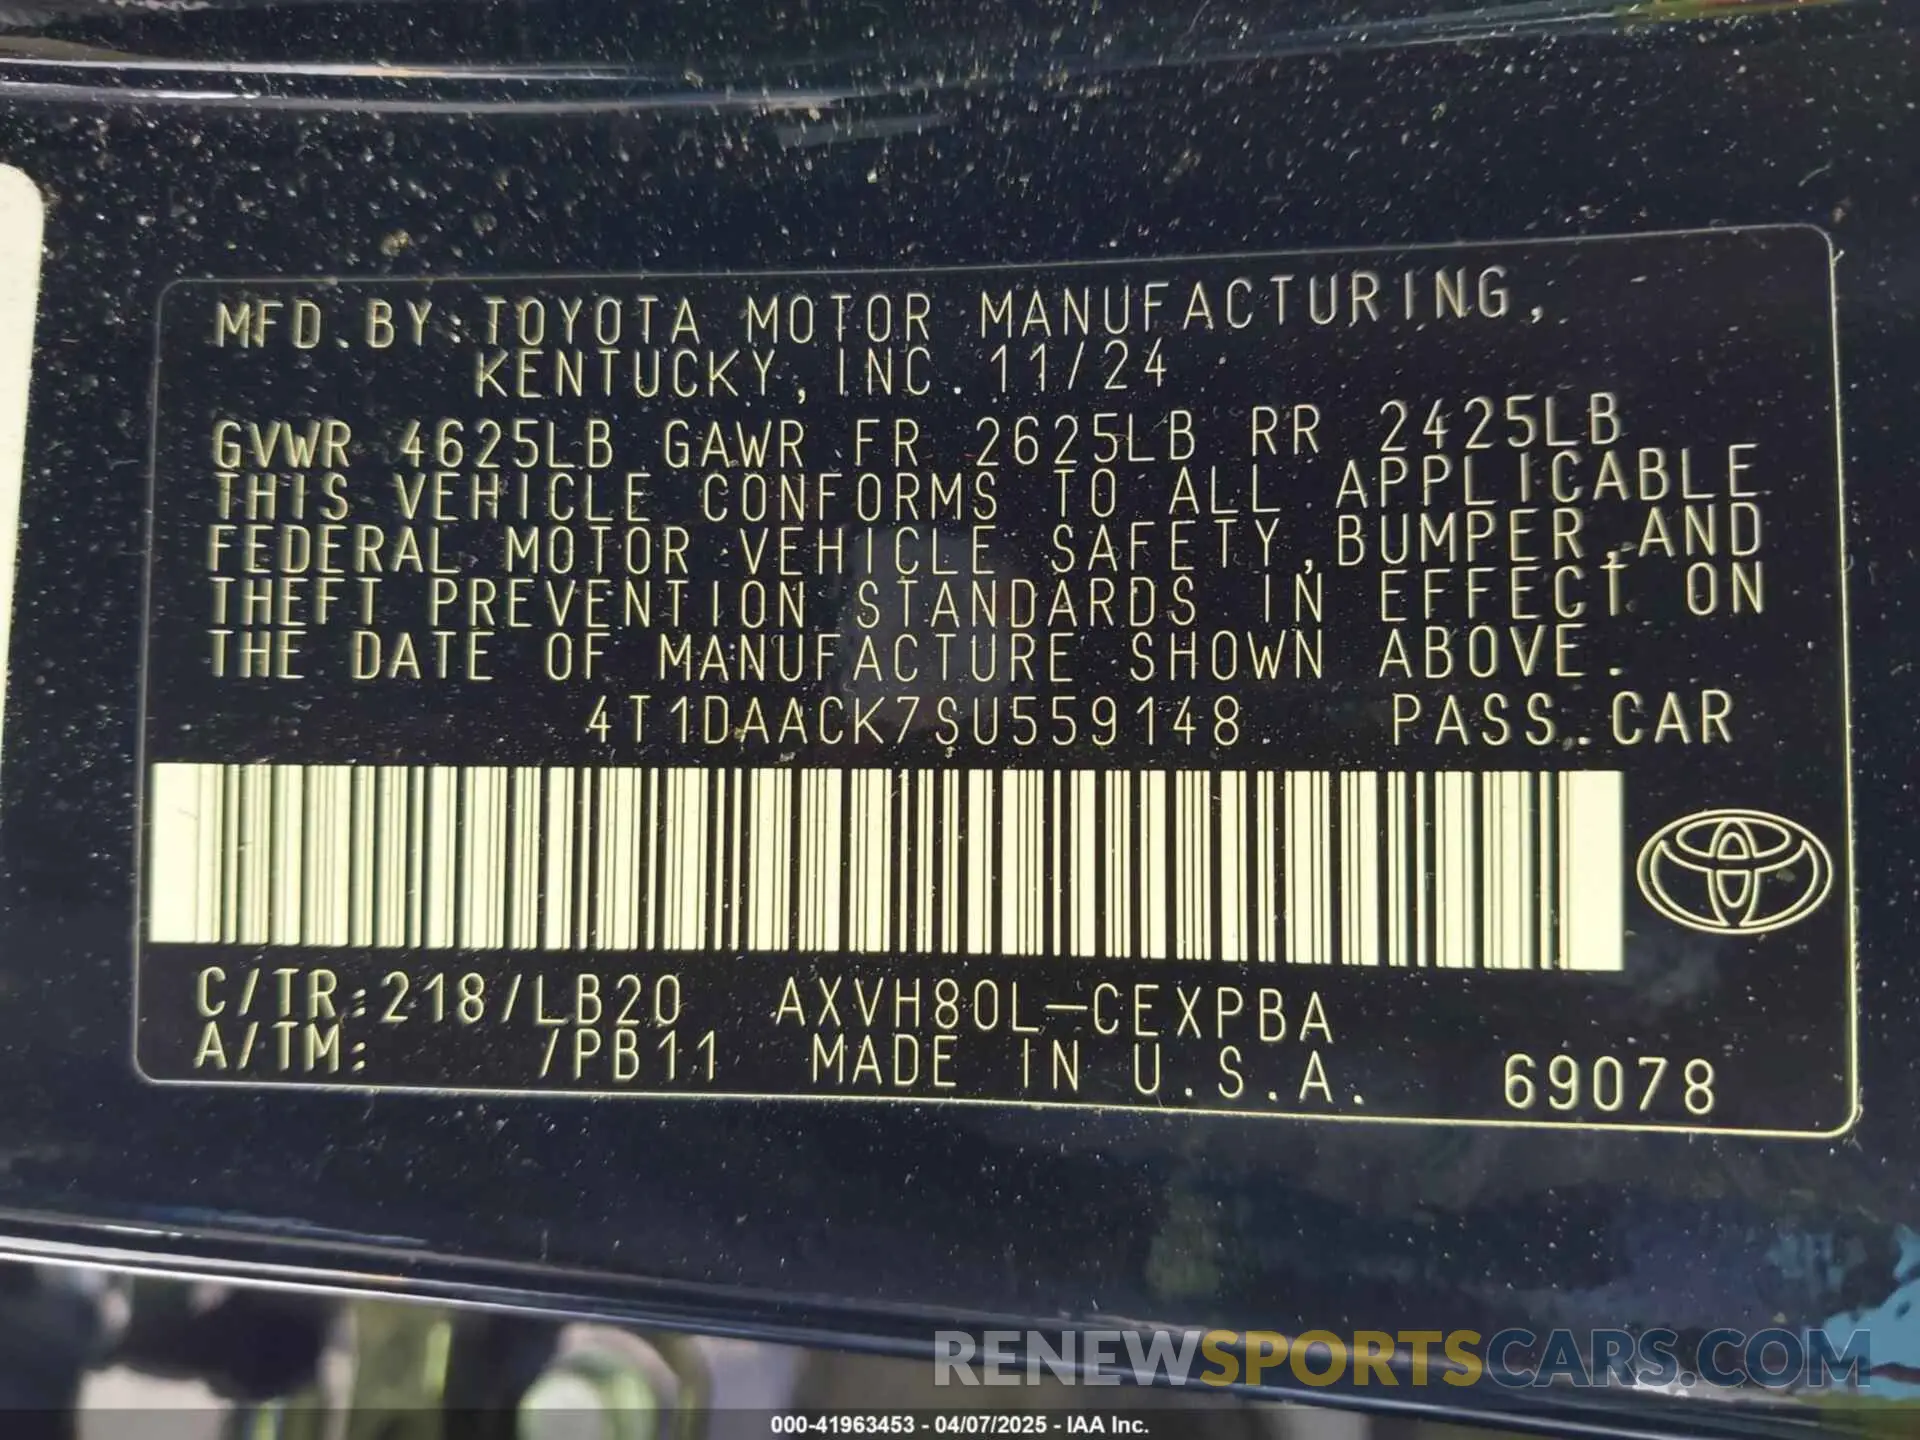 MFD.BY:TOYOTA MOTOR MANUFACTURING,
KENTUCKY,INC. 11/24
GVWR 4625LB GAWR FR 2625LB RR 2425LB
THIS VEHICLE CONFORMS TO ALL APPLICABLE
FEDERAL MOTOR VEHICLE SAFETY,BUMPER,AND
THEFT PREVENTION STANDARDS IN EFFECT ON
THE DATE OF MANUFACTURE SHOWN ABOVE.
4T1DAACK7SU559148 PASS.CAR
C/TR:218/LB20 AXVH80L-CEXPBA
A/TM: /PB11 MADE IN U.S.A. 69078
RENEWSPORTSCARS.COM
000-41963453 - 04/07/2025 - IAA Inc.